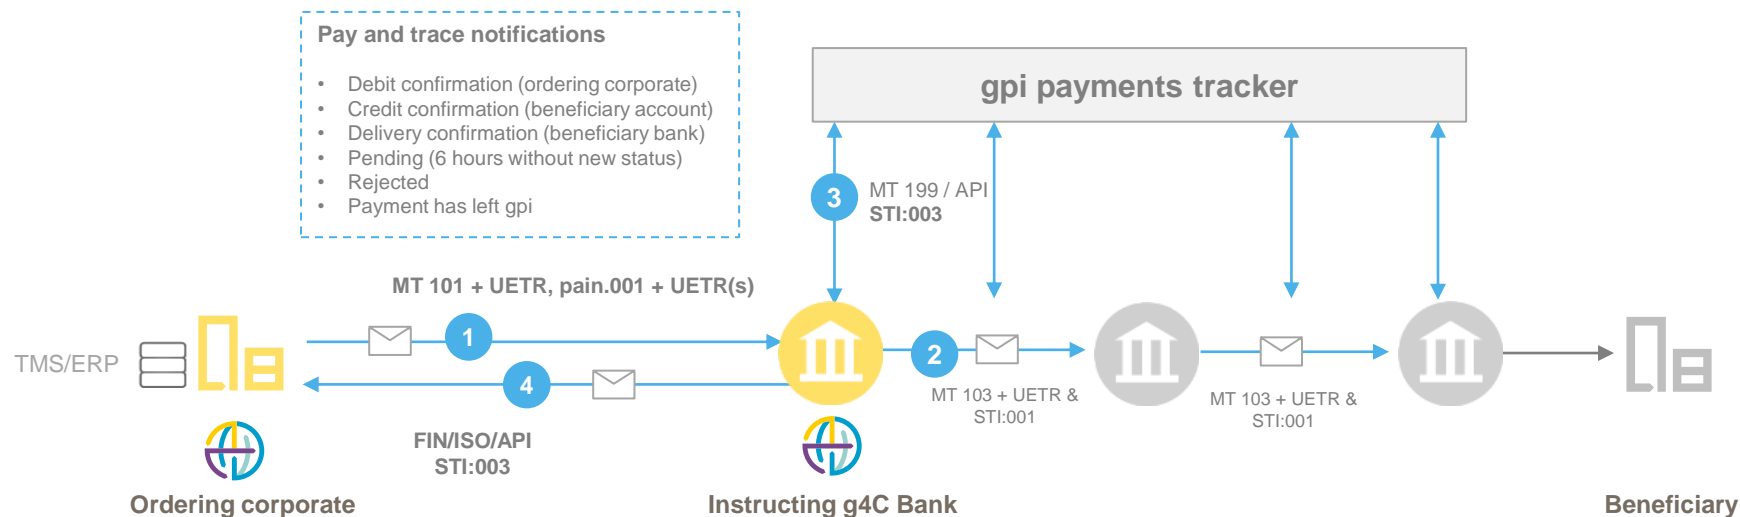 Pay and trace notifications
• Debit confirmation (ordering corporate)
• Credit confirmation (beneficiary account)
• Delivery confirmation (beneficiary bank)
• Pending (6 hours without new status)
• Rejected
• Payment has left gpi
gpi payments tracker
3
MT 199 / API
STI:003
MT 101 + UETR, pain.001 + UETR(s)
1
TMS/ERP
2
4
MT 103 + UETR &
STI:001
MT 103 + UETR &
STI:001
FIN/ISO/API
STI:003
Ordering corporate
Instructing g4C Bank
Beneficiary